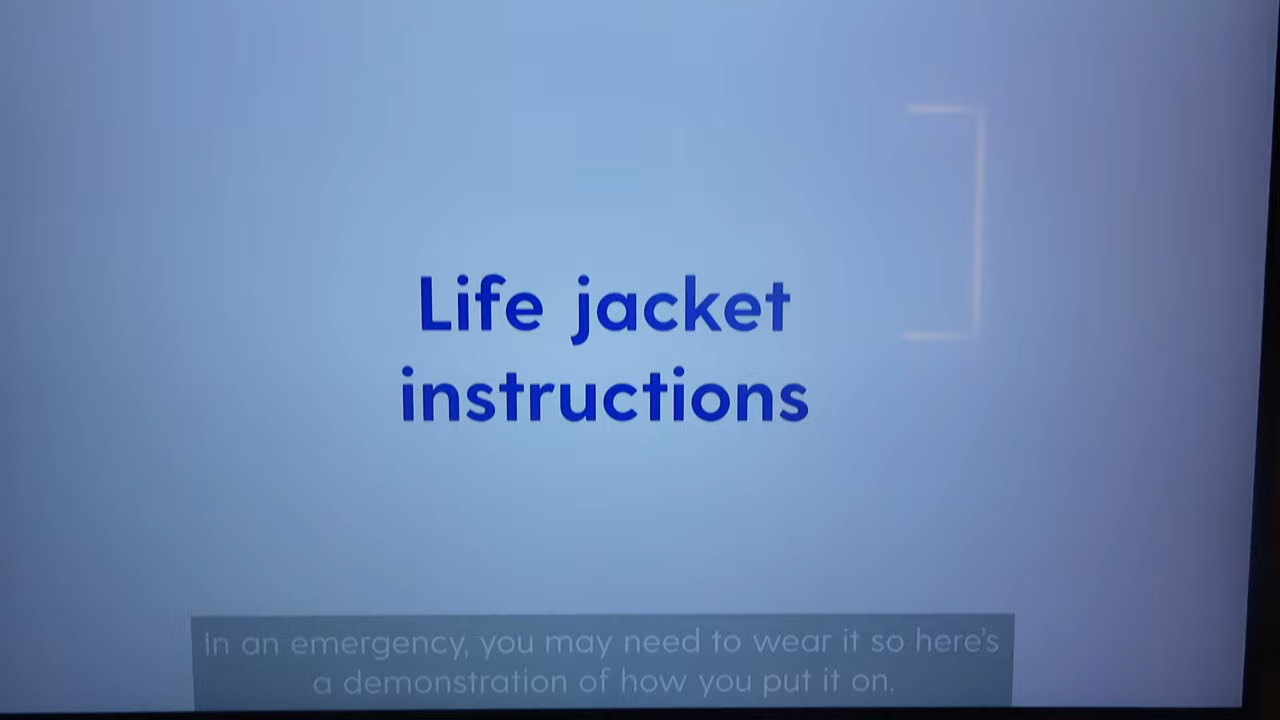 Life jacket
instructions
In an emergency, you may need to wear it so here's
a demonstration of how you put it on.